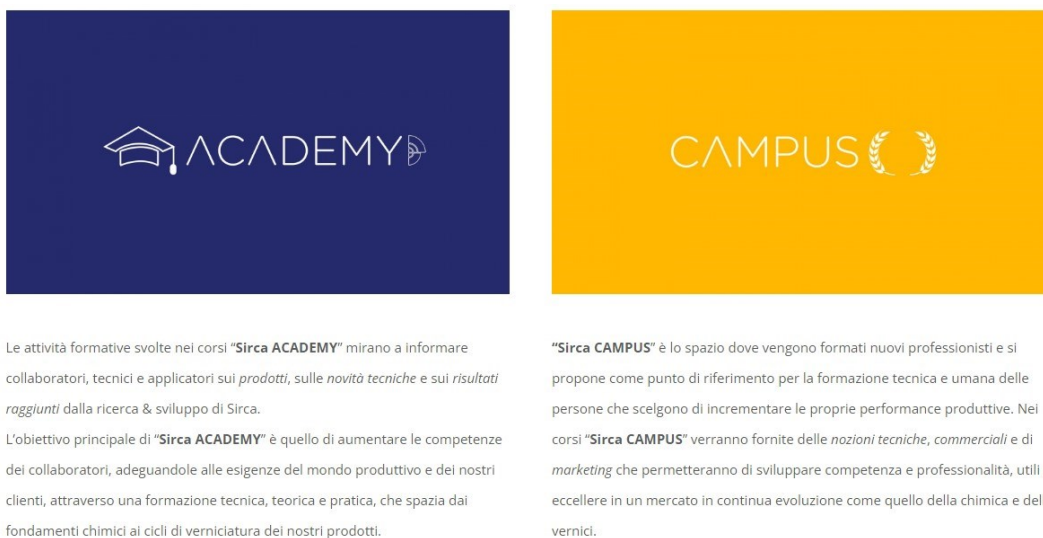 ACADEMY
Le attività formative svolte nei corsi “Sirca ACADEMY” mirano a informare
collaboratori, tecnici e applicatori sui prodotti, sulle novità tecniche e sui risultati
raggiunti dalla ricerca & sviluppo di Sirca.
L’obiettivo principale di “Sirca ACADEMY” è quello di aumentare le competenze
dei collaboratori, adeguandole alle esigenze del mondo produttivo e dei nostri
clienti, attraverso una formazione tecnica, teorica e pratica, che spazia dai
fondamenti chimici ai cicli di verniciatura dei nostri prodotti.
CAMPUS
“Sirca CAMPUS” è lo spazio dove vengono formati nuovi professionisti e si
propone come punto di riferimento per la formazione tecnica e umana delle
persone che scelgono di incrementare le proprie performance produttive. Nei
corsi “Sirca CAMPUS” verranno fornite delle nozioni tecniche, commerciali e di
marketing che permetteranno di sviluppare competenza e professionalità, utili
eccellere in un mercato in continua evoluzione come quello della chimica e del
vernici.